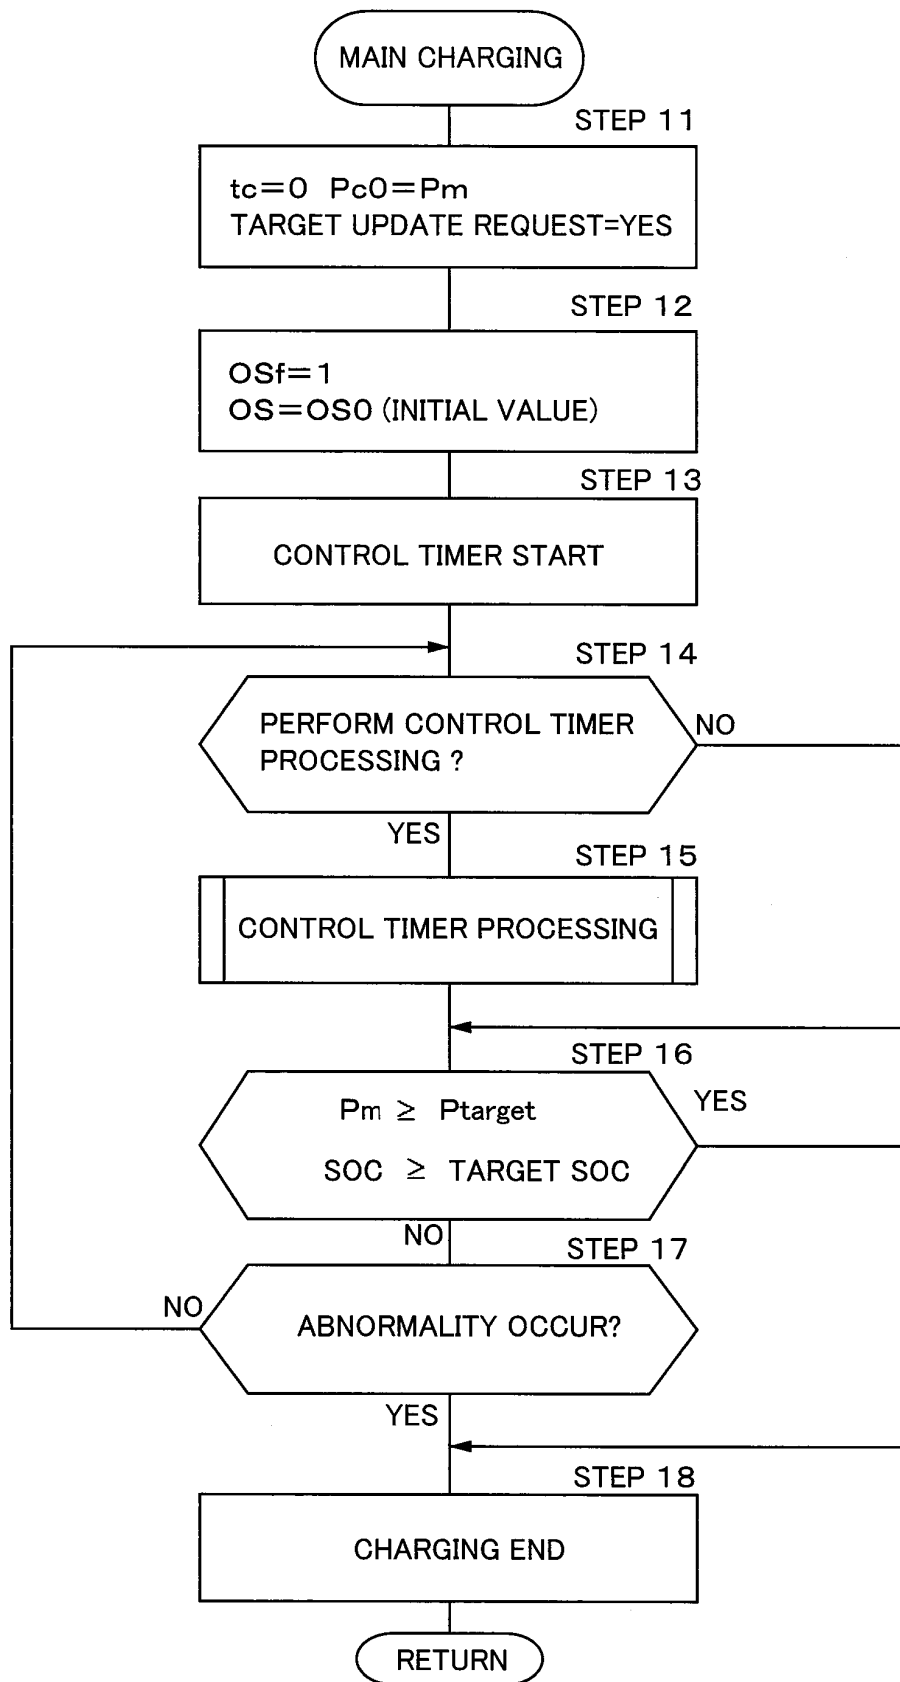 MAIN CHARGING
STEP 11
tc=0 Pc0=Pm
TARGET UPDATE REQUEST=YES
STEP 12
OSf=1
OS=OS0 (INITIAL VALUE)
STEP 13
CONTROL TIMER START
STEP 14
PERFORM CONTROL TIMER
PROCESSING ?
NO
YES
STEP 15
CONTROL TIMER PROCESSING
STEP 16
Pm ≥ Ptarget
YES
SOC ≥ TARGET SOC
NO
STEP 17
NO
ABNORMALITY OCCUR?
YES
STEP 18
CHARGING END
RETURN